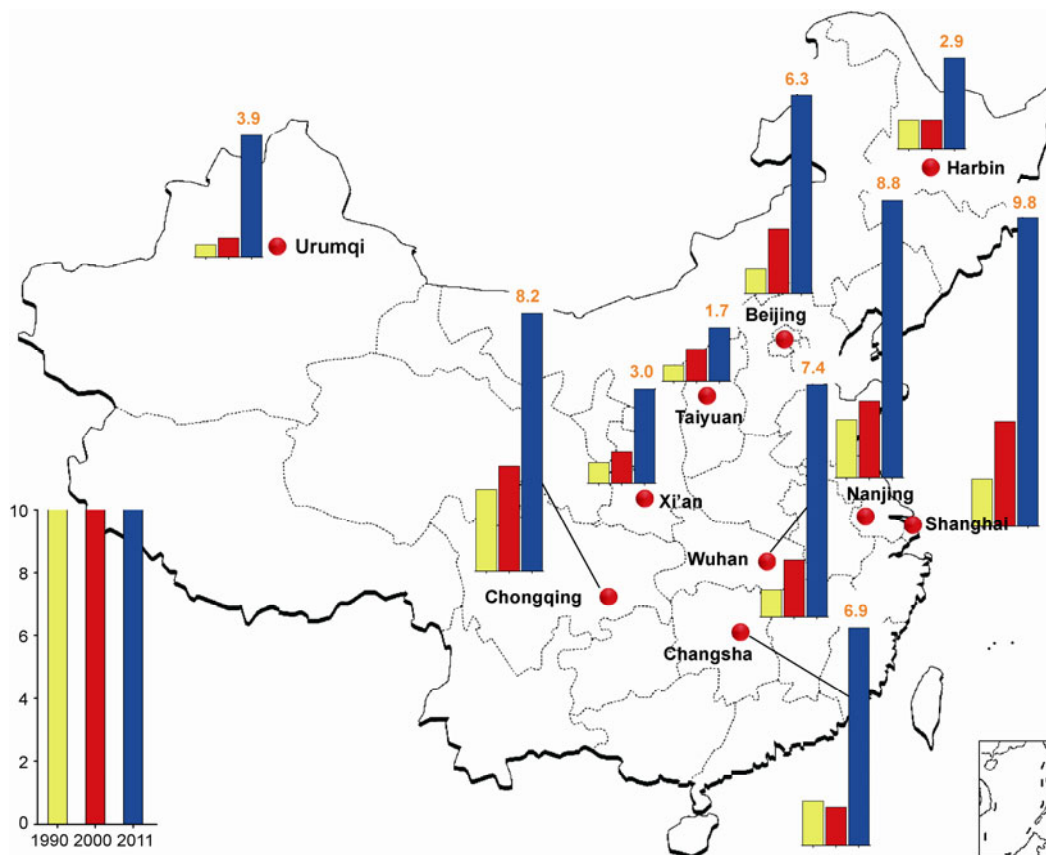 2.9
6.3
3.9
Harbin
8.8
9.8
Urumqi
8.2
Beijing
1.7
7.4
3.0
Taiyuan
Nanjing
Xi'an
10
Shanghai
Wuhan
8
Chongqing
6.9
6
Changsha
4
2
0
1990 2000 2011